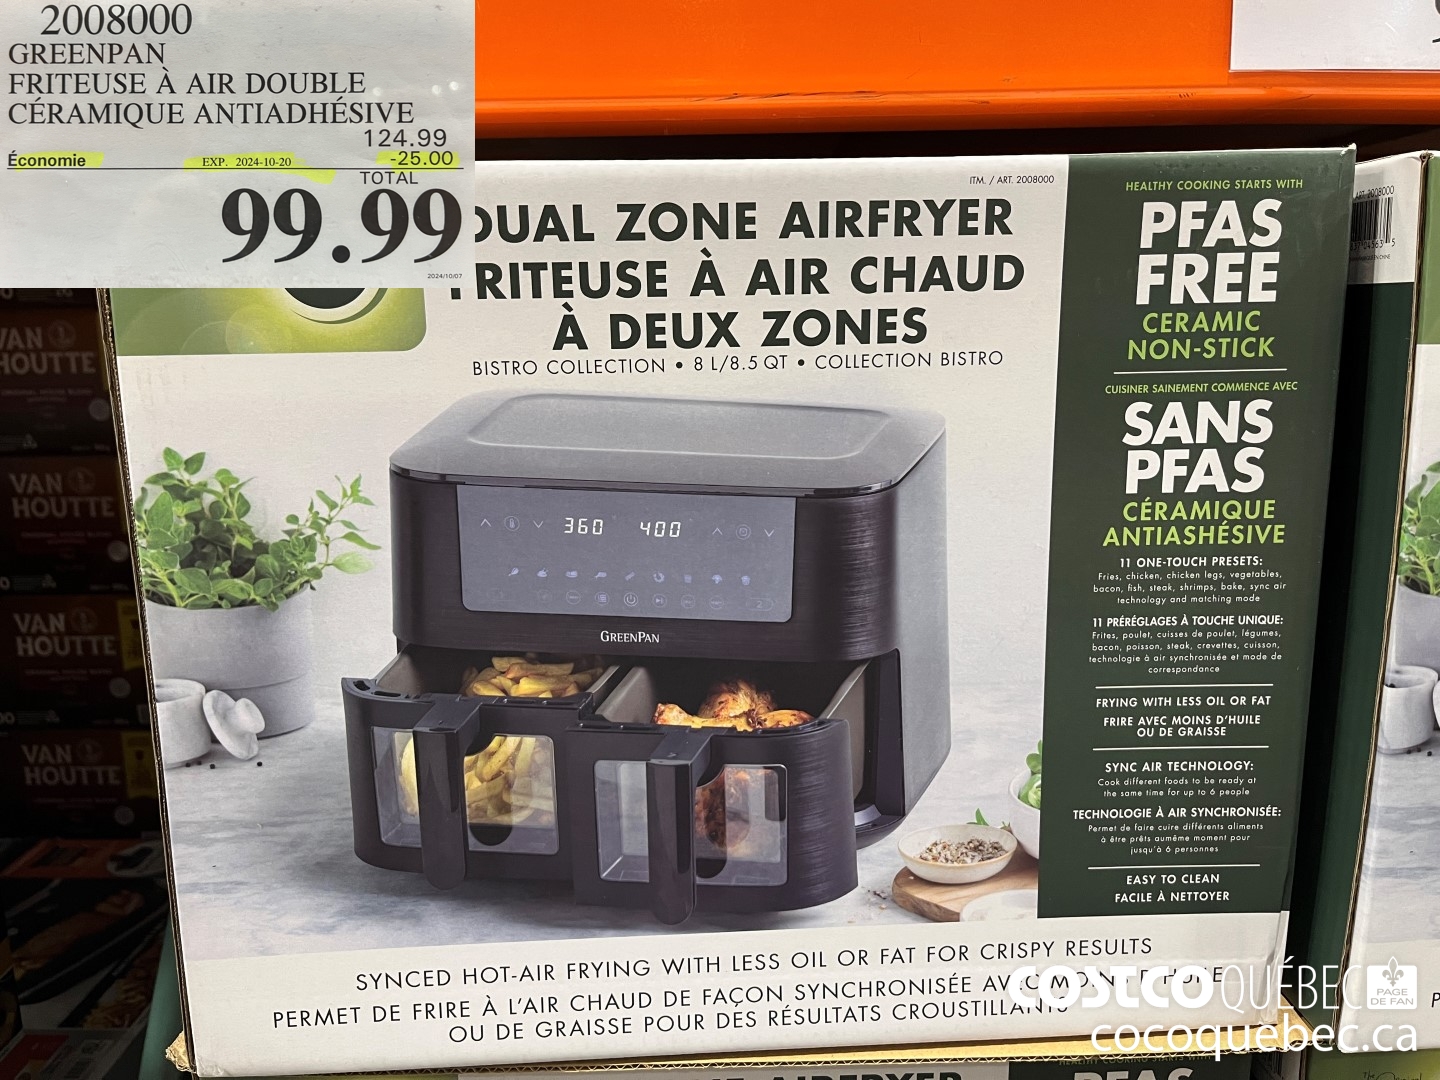 2008000
GREENPAN
FRITEUSE À AIR DOUBLE
CÉRAMIQUE ANTIADHÉSIVE
124.99
Économie EXP. 2024-10-20 -25.00
TOTAL
99.99
2024/10/07
ITM. / ART. 2008000
DUAL ZONE AIRFRYER
FRITEUSE À AIR CHAUD
À DEUX ZONES
BISTRO COLLECTION • 8 L/8.5 QT • COLLECTION BISTRO
HEALTHY COOKING STARTS WITH
PFAS
FREE
CERAMIC
NON-STICK
CUISINER SAINEMENT COMMENCE AVEC
SANS
PFAS
CÉRAMIQUE
ANTIASHÉSIVE
11 ONE-TOUCH PRESETS:
Fries, chicken, chicken legs, vegetables,
bacon, fish, steak, shrimps, bake, sync air
technology and matching mode
11 PRÉRÉGLAGES À TOUCHE UNIQUE:
Frites, poulet, cuisses de poulet, légumes,
bacon, poisson, steak, crevettes, cuisson,
technologie à air synchronisée et mode de
correspondance
FRYING WITH LESS OIL OR FAT
FRIRE AVEC MOINS D'HUILE
OU DE GRAISSE
SYNC AIR TECHNOLOGY:
Cook different foods to be ready at
the same time for up to 6 people
TECHNOLOGIE À AIR SYNCHRONISÉE:
Permet de faire cuire différents aliments
à être prêts aumême moment pour
jusqu'à 6 personnes
EASY TO CLEAN
FACILE À NETTOYER
360 400
GREENPAN
SYNCED HOT-AIR FRYING WITH LESS OIL OR FAT FOR CRISPY RESULTS
PERMET DE FRIRE À L'AIR CHAUD DE FAÇON SYNCHRONISÉE AVEC MOINS D'HUILE
OU DE GRAISSE POUR DES RÉSULTATS CROUSTILLANTS
VAN
HOUTTE
VAN
HOUTTE
VAN
HOUTTE
VAN
HOUTTE
ART. 2008000
COSTCO QUÉBEC PAGE
DE FAN
cocoquebec.ca
AIRFRYER
PFAS